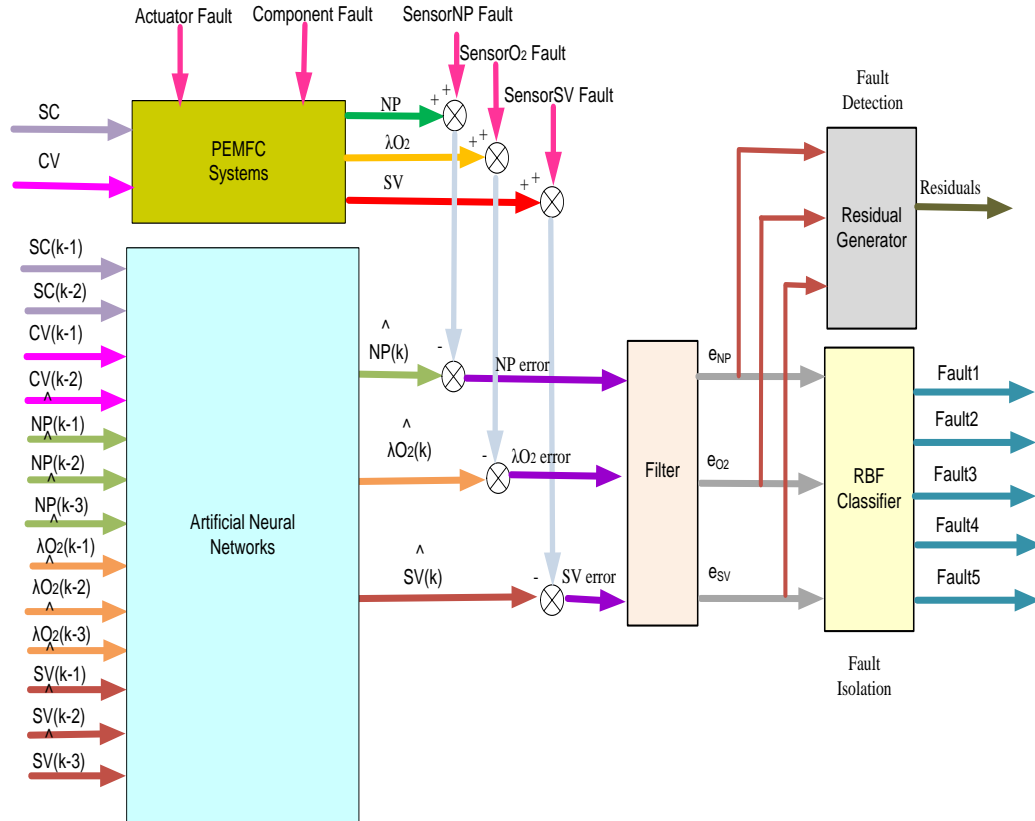 Actuator Fault
Component Fault
SensorNP Fault
SensorO₂ Fault
SensorSV Fault
SC
CV
PEMFC
Systems
NP
λO₂
SV
+ +
+ +
+ +
Fault
Detection
Residual
Generator
Residuals
SC(k-1)
SC(k-2)
CV(k-1)
CV(k-2)
^
NP(k-1)
^
NP(k-2)
^
NP(k-3)
^
λO₂(k-1)
^
λO₂(k-2)
^
λO₂(k-3)
^
SV(k-1)
^
SV(k-2)
^
SV(k-3)
Artificial Neural
Networks
^
NP(k)
-
NP error
^
λO₂(k)
-
λO₂ error
^
SV(k)
-
SV error
Filter
e_NP
e_O2
e_SV
RBF
Classifier
Fault1
Fault2
Fault3
Fault4
Fault5
Fault
Isolation